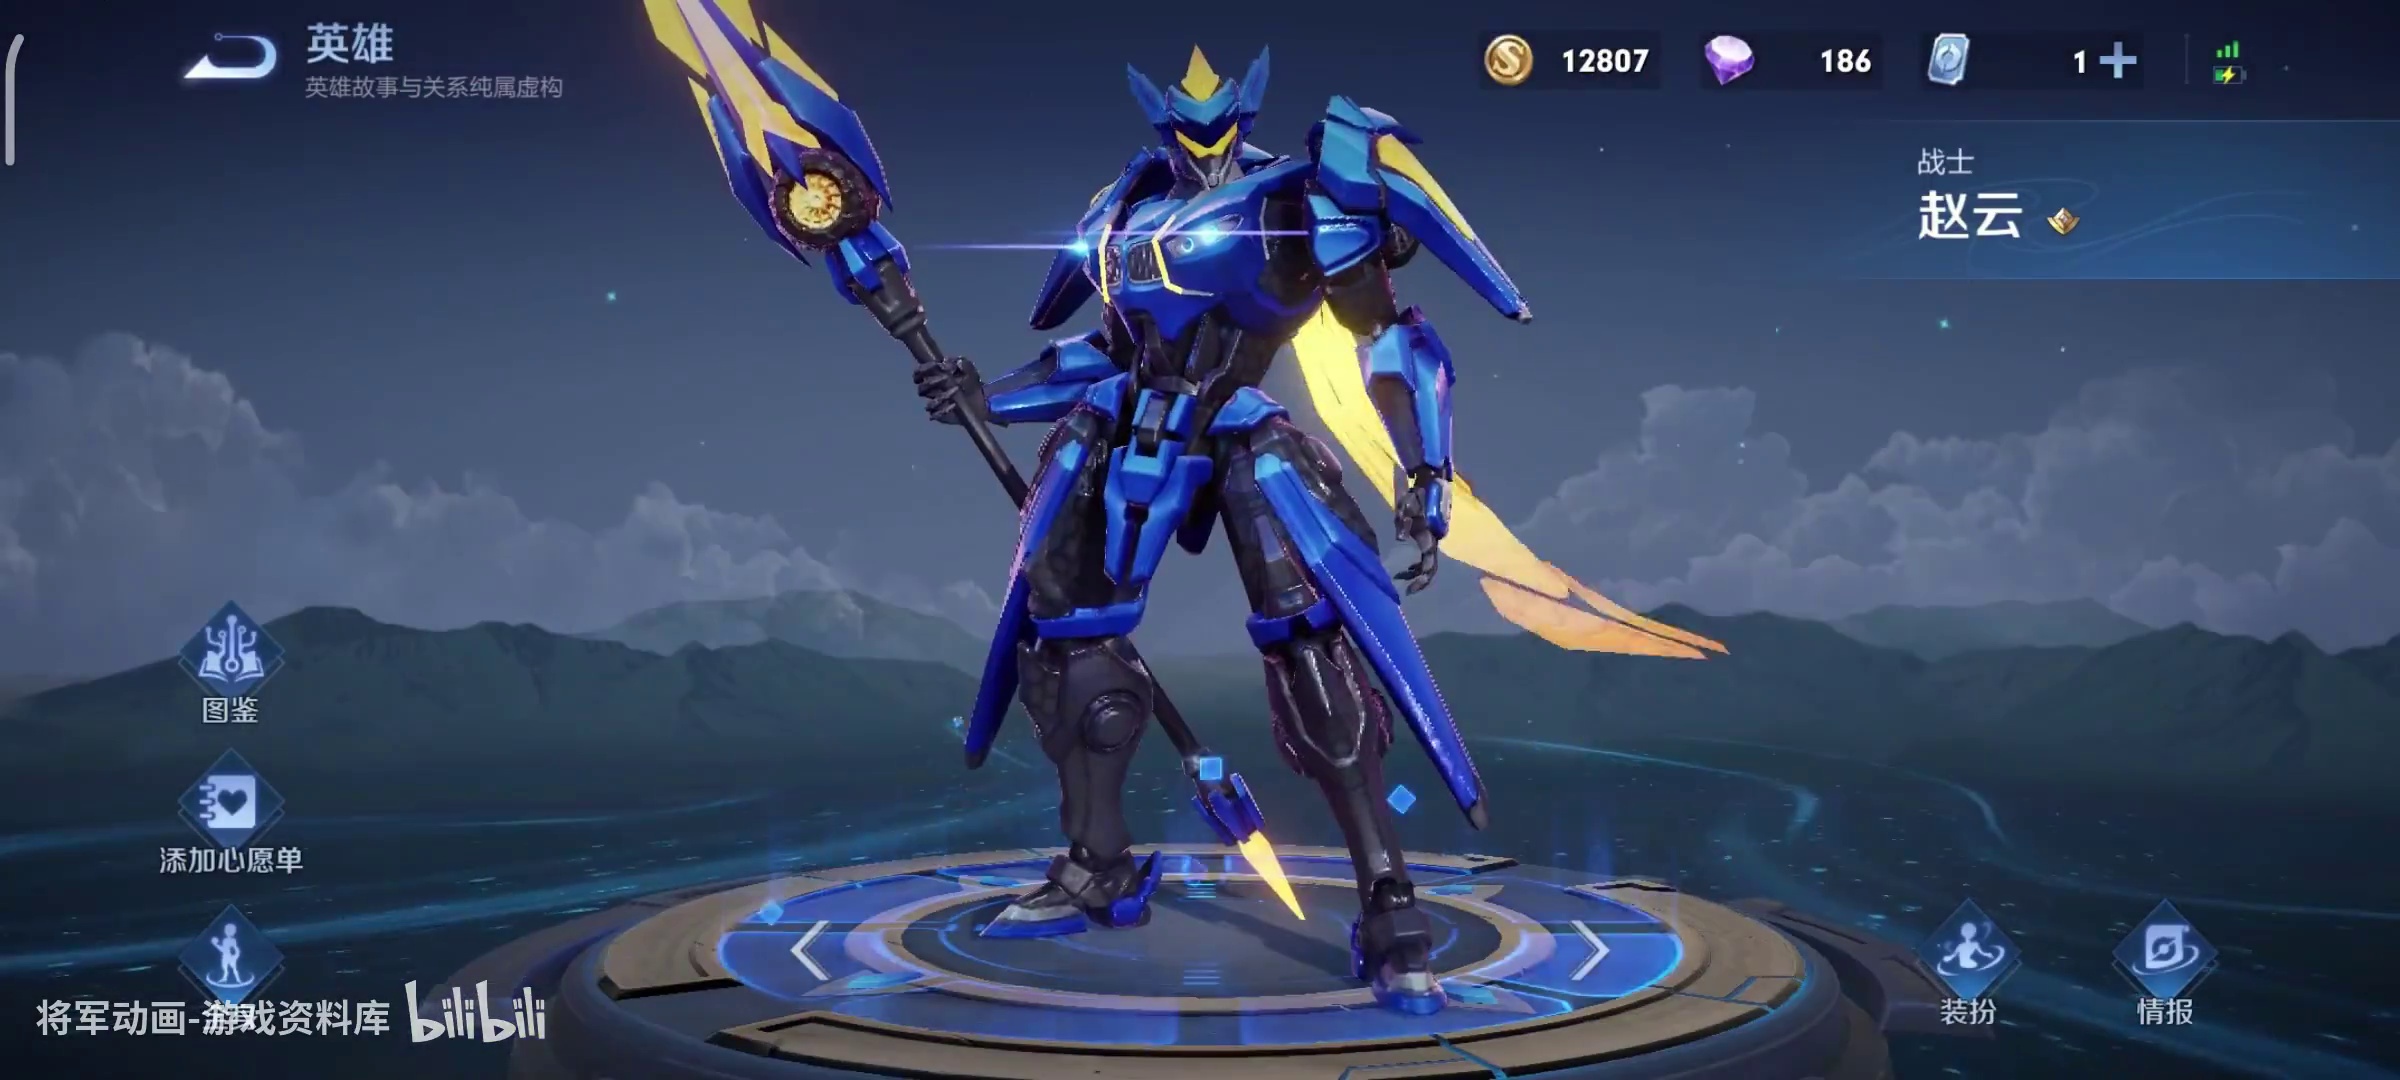 英雄
英雄故事与关系纯属虚构
12807
186
1
战士
赵云
图鉴
添加心愿单
将军动画-游戏资料库 bilibili
装扮
情报